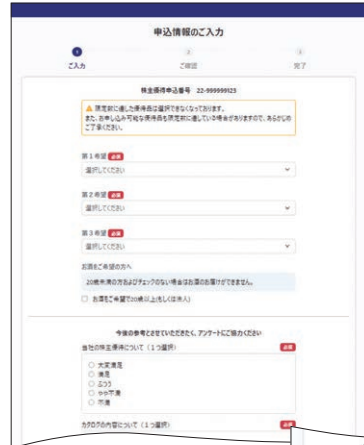 申込情報のご入力
1
2
3
ご入力
ご確認
完了
株主優待申込番号 22-999999123
限定数に達した優待品は選択できなくなっております。
また、お申し込み可能な優待品も限定数に達している場合がありますので、あらかじめ
ご了承ください。
第1希望 必須
選択してください
第2希望 必須
選択してください
第3希望 必須
選択してください
お酒をご希望の方へ
20歳未満の方およびチェックのない場合はお酒のお届けができません。
お酒をご希望で20歳以上(もしくは法人)
今後の参考とさせていただきたく、アンケートにご協力ください
当社の株主優待について(1つ選択) 必須
大変満足
満足
ふつう
やや不満
不満
カタログの内容について(1つ選択) 必須